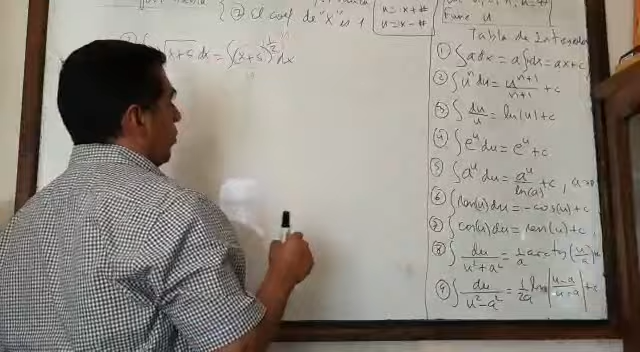 ② El coef de "x" es 1
u = x + #
u = x - #
tiene u
Tabla de
√x+5 dx = ∫(x+5)^½ dx
① ∫a dx = a∫dx = ax + c
② ∫uⁿ du = uⁿ⁺¹/n+1 + c
③ ∫du/u = ln|u| + c
④ ∫eᵘ du = eᵘ + c
⑤ ∫aᵘ du = aᵘ/ln(a) + c
⑥ ∫sen(u) du = -cos(u) + c
⑦ ∫cos(u) du = sen(u) + c
⑧ ∫du/u²+a² = 1/a arctg(u/a)
⑨ ∫du/u²-a² = 1/2a ln|u-a/u+a| + c